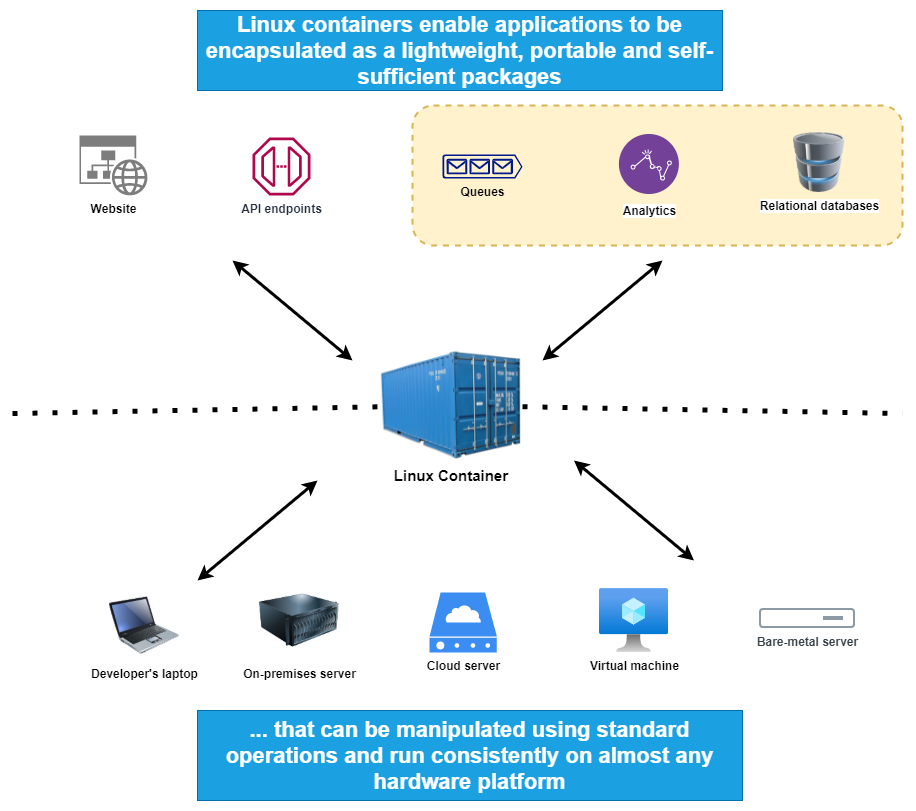 Linux containers enable applications to be
encapsulated as a lightweight, portable and self-
sufficient packages
Website
API endpoints
Queues
Analytics
Relational databases
Linux Container
Developer's laptop
On-premises server
Cloud server
Virtual machine
Bare-metal server
... that can be manipulated using standard
operations and run consistently on almost any
hardware platform